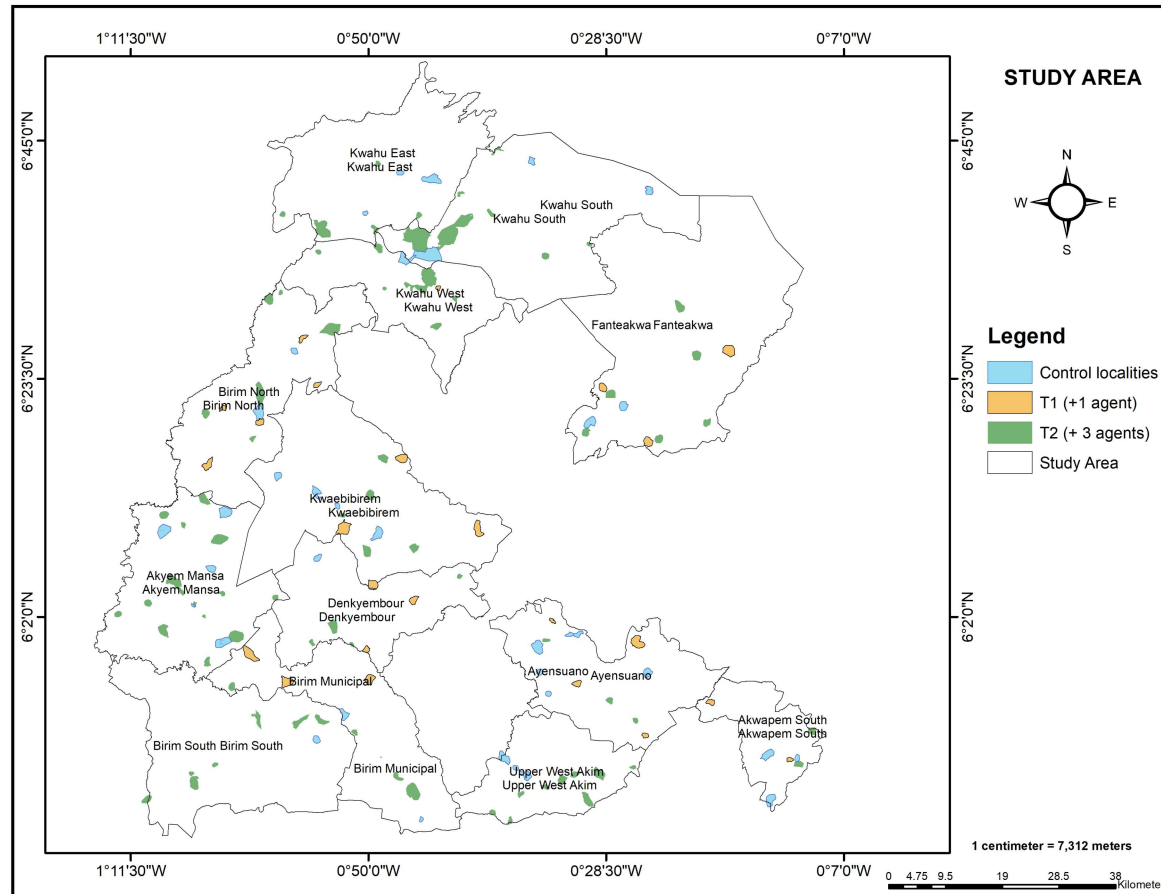 1°11'30"W 0°50'0"W 0°28'30"W 0°7'0"W
STUDY AREA
6°45'0"N 6°45'0"N
Kwahu East
Kwahu East
N
W E
S
Kwahu South
Kwahu South
Kwahu West
Kwahu West
Fanteakwa Fanteakwa
6°23'30"N 6°23'30"N
Legend
Control localities
T1 (+1 agent)
T2 (+ 3 agents)
Study Area
Birim North
Birim North
Kwaebibirem
Kwaebibirem
Akyem Mansa
Akyem Mansa
Denkyembour
Denkyembour
6°2'0"N 6°2'0"N
Ayensuano Ayensuano
Birim Municipal
Akwapem South
Akwapem South
Birim South Birim South
Birim Municipal
Upper West Akim
Upper West Akim
1 centimeter = 7,312 meters
1°11'30"W 0°50'0"W 0°28'30"W 0°7'0"W
0 4.75 9.5 19 28.5 38
Kilomete